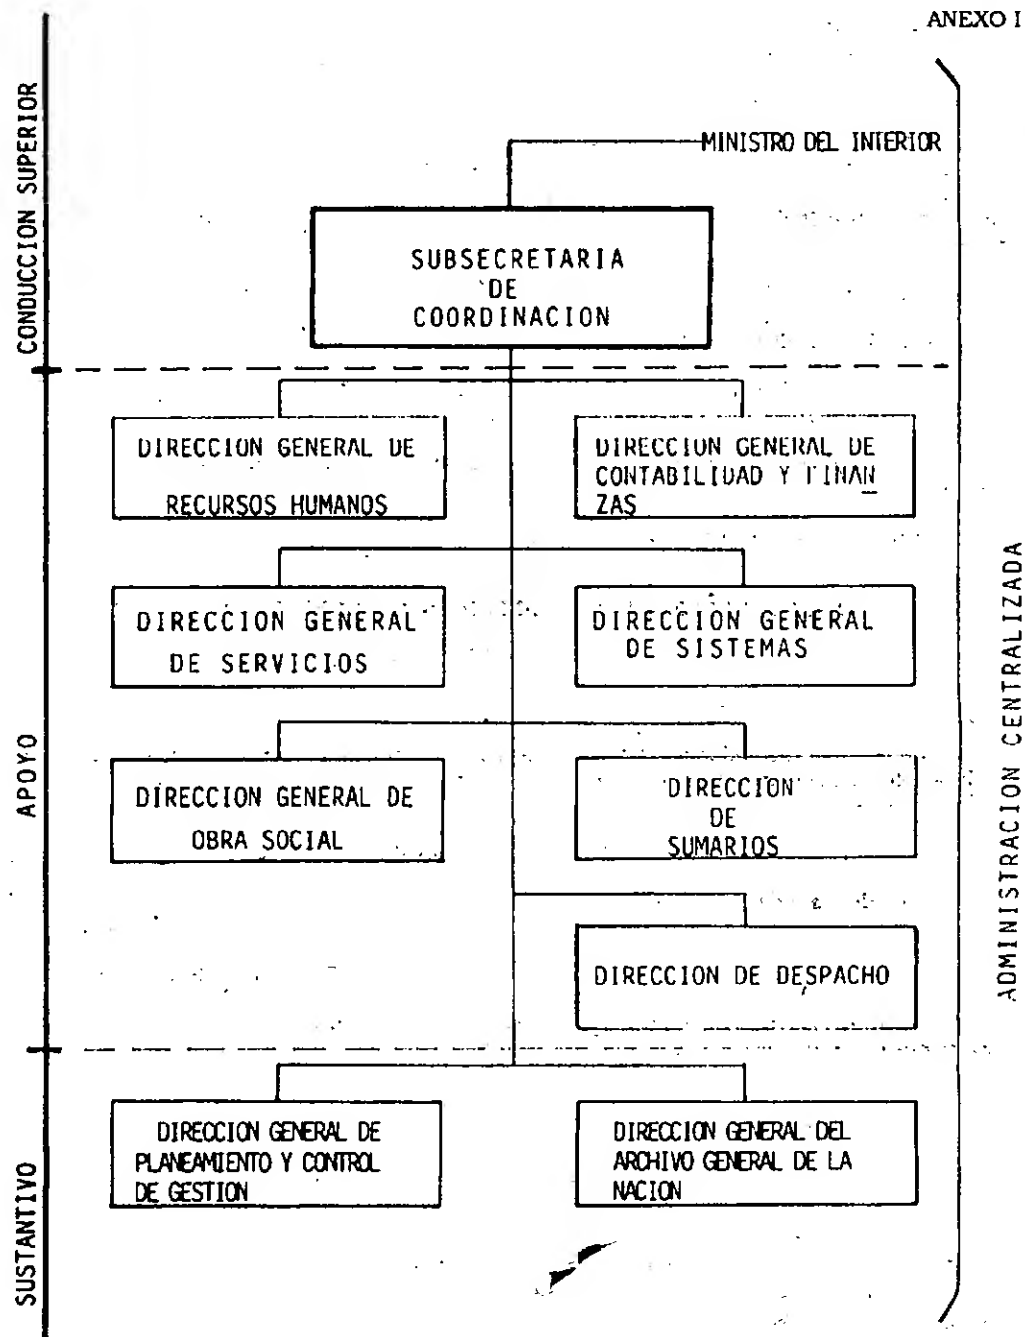 ANEXO I
CONDUCCION SUPERIOR
MINISTRO DEL INTERIOR
SUBSECRETARIA
DE
COORDINACION
APOYO
DIRECCION GENERAL DE
RECURSOS HUMANOS
DIRECCION GENERAL DE
CONTABILIDAD Y FINAN
ZAS
DIRECCION GENERAL
DE SERVICIOS
DIRECCION GENERAL
DE SISTEMAS
DIRECCION GENERAL DE
OBRA SOCIAL
DIRECCION
DE
SUMARIOS
DIRECCION DE DESPACHO
SUSTANTIVO
DIRECCION GENERAL DE
PLANEAMIENTO Y CONTROL
DE GESTION
DIRECCION GENERAL DEL
ARCHIVO GENERAL DE LA
NACION
ADMINISTRACION CENTRALIZADA